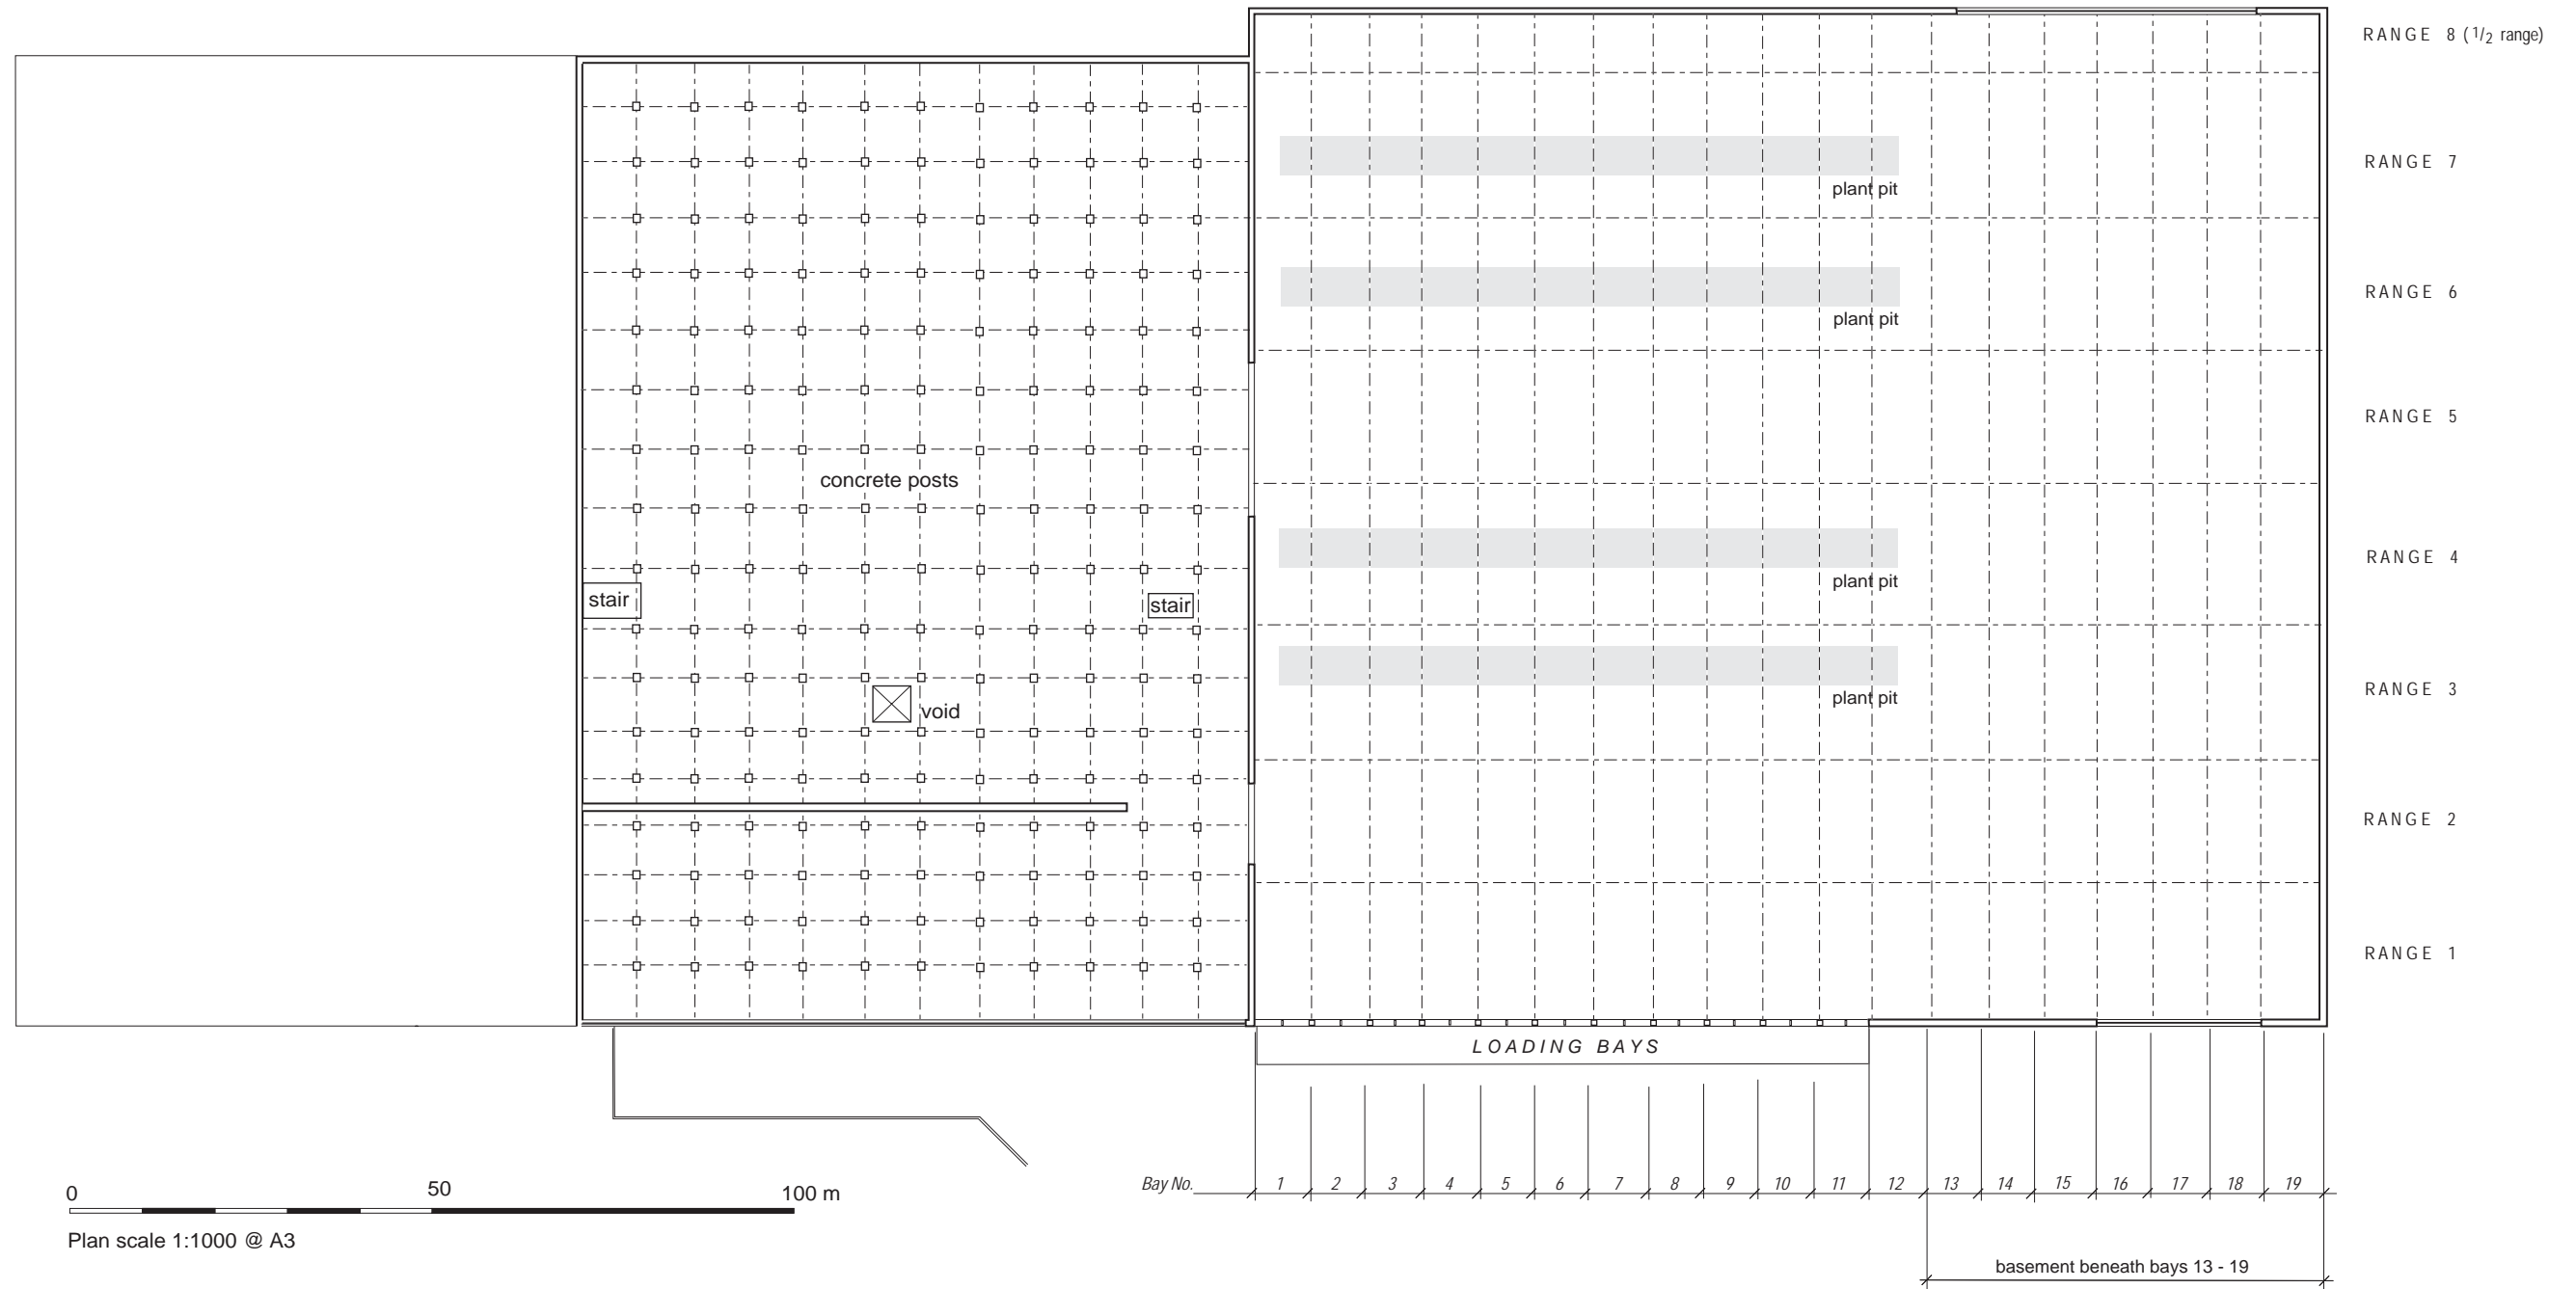 RANGE 8 (1/2 range)
RANGE 7
plant pit
RANGE 6
plant pit
RANGE 5
concrete posts
RANGE 4
plant pit
stair
stair
RANGE 3
plant pit
void
RANGE 2
RANGE 1
LOADING BAYS
Bay No. 1 2 3 4 5 6 7 8 9 10 11 12 13 14 15 16 17 18 19
0 50 100 m
Plan scale 1:1000 @ A3
basement beneath bays 13 - 19